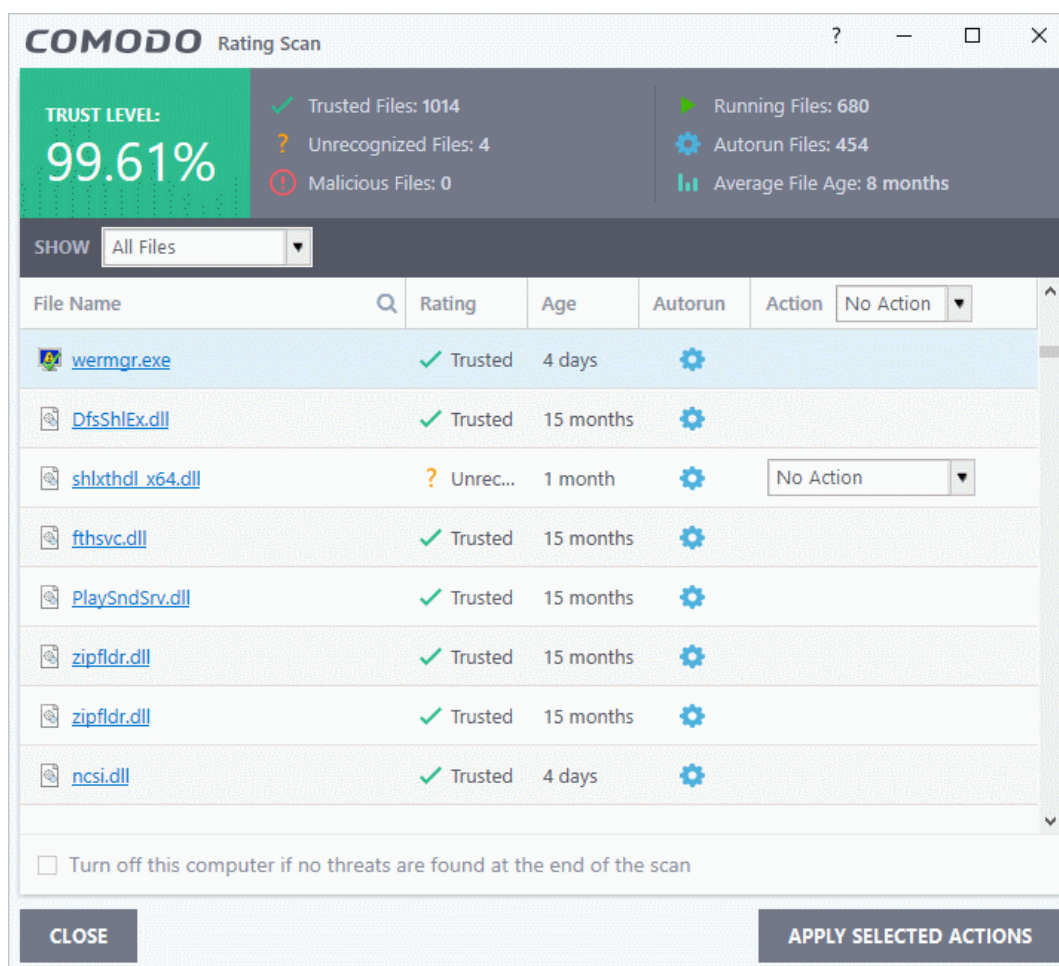 COMODO Rating Scan ?
TRUST LEVEL:
99.61%
Trusted Files: 1014
? Unrecognized Files: 4
! Malicious Files: 0
Running Files: 680
Autorun Files: 454
Average File Age: 8 months
SHOW All Files
File Name Rating Age Autorun Action No Action
wermgr.exe Trusted 4 days
DfsShlEx.dll Trusted 15 months
shlxthdl_x64.dll ? Unrec... 1 month No Action
fthsvc.dll Trusted 15 months
PlaySndSrv.dll Trusted 15 months
zipfldr.dll Trusted 15 months
zipfldr.dll Trusted 15 months
ncsi.dll Trusted 4 days
Turn off this computer if no threats are found at the end of the scan
CLOSE APPLY SELECTED ACTIONS